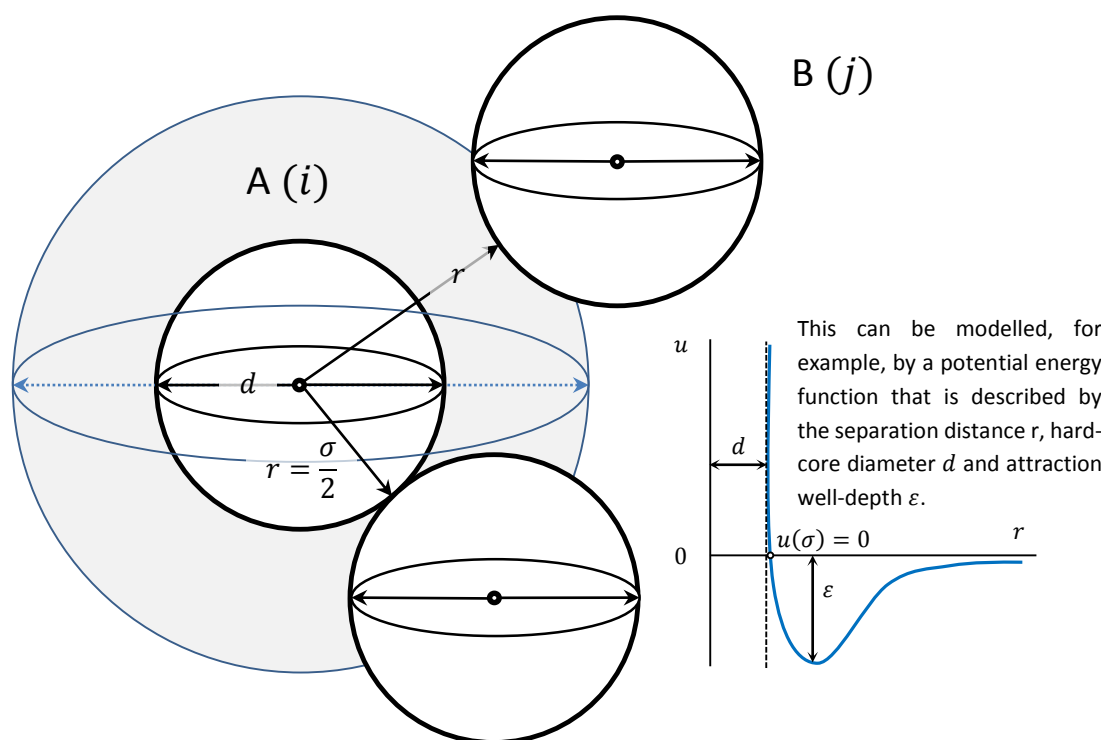 B (𝑗)
A (𝑖)
𝑟
𝑑
𝑟 = 𝜎/2
This can be modelled, for
example, by a potential energy
function that is described by
the separation distance r, hard-
core diameter 𝑑 and attraction
well-depth 𝜀.
𝑢
𝑑
𝑢(𝜎) = 0
𝑟
0
𝜀